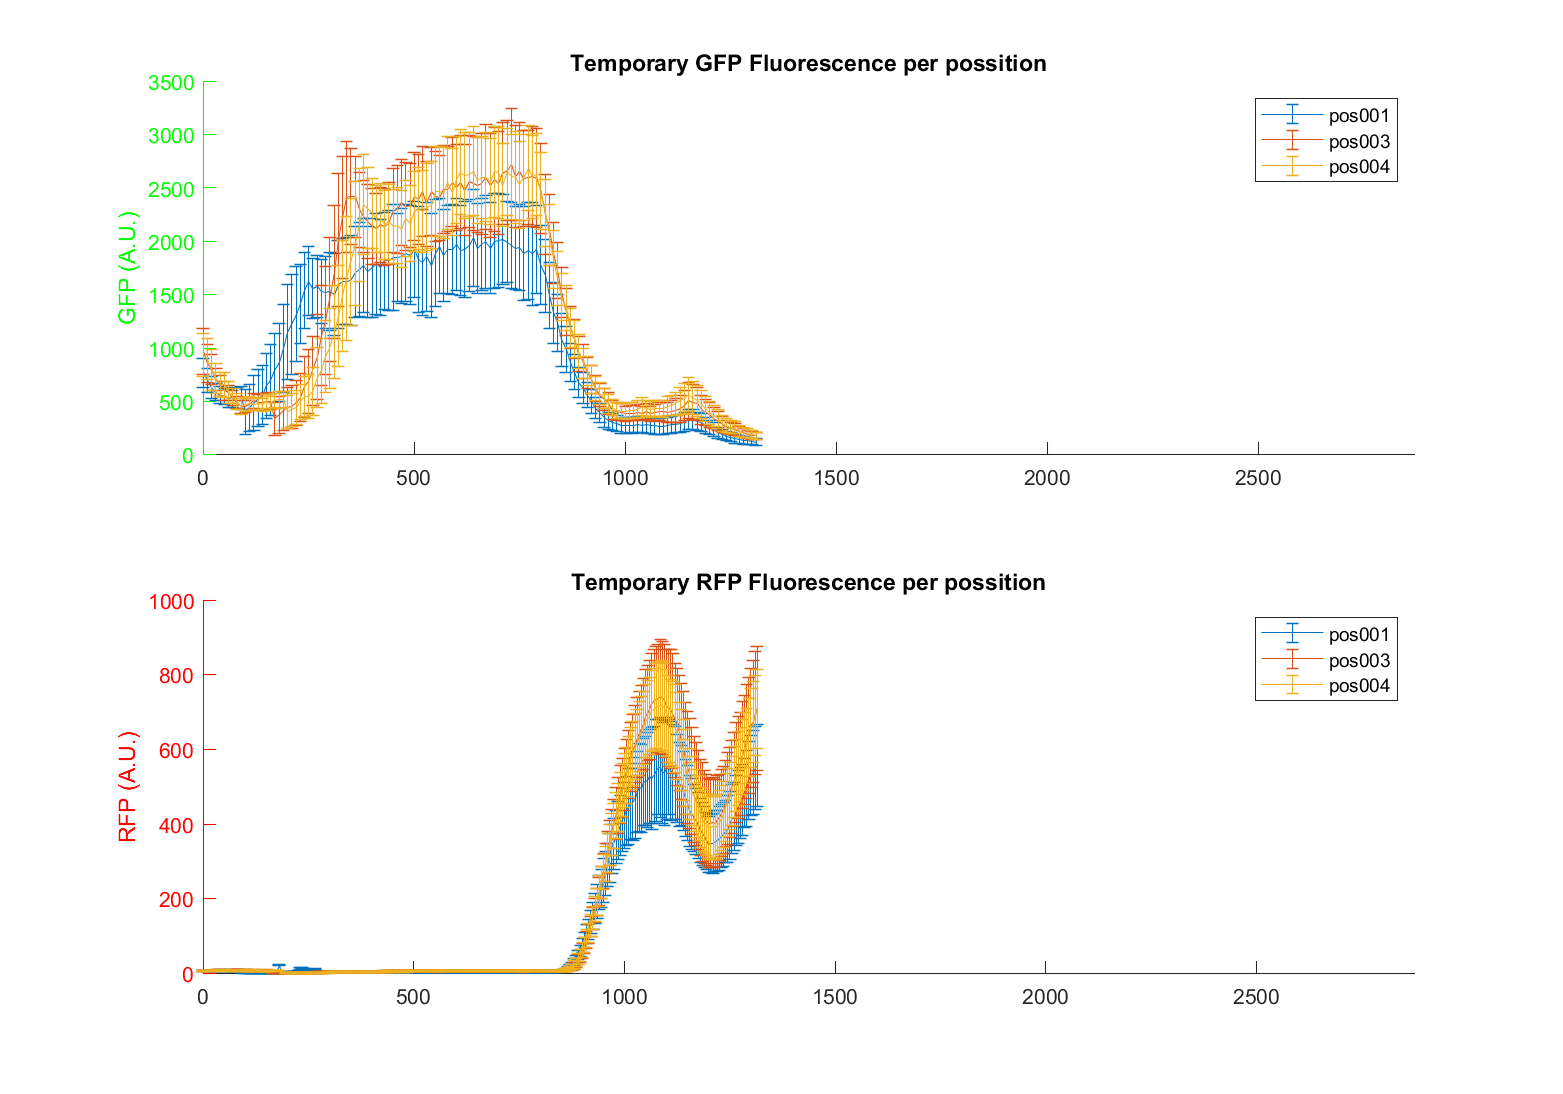 Temporary GFP Fluorescence per possition
GFP (A.U.)
3500
3000
2500
2000
1500
1000
500
0
0 500 1000 1500 2000 2500
pos001
pos003
pos004
Temporary RFP Fluorescence per possition
RFP (A.U.)
1000
800
600
400
200
0
0 500 1000 1500 2000 2500
pos001
pos003
pos004